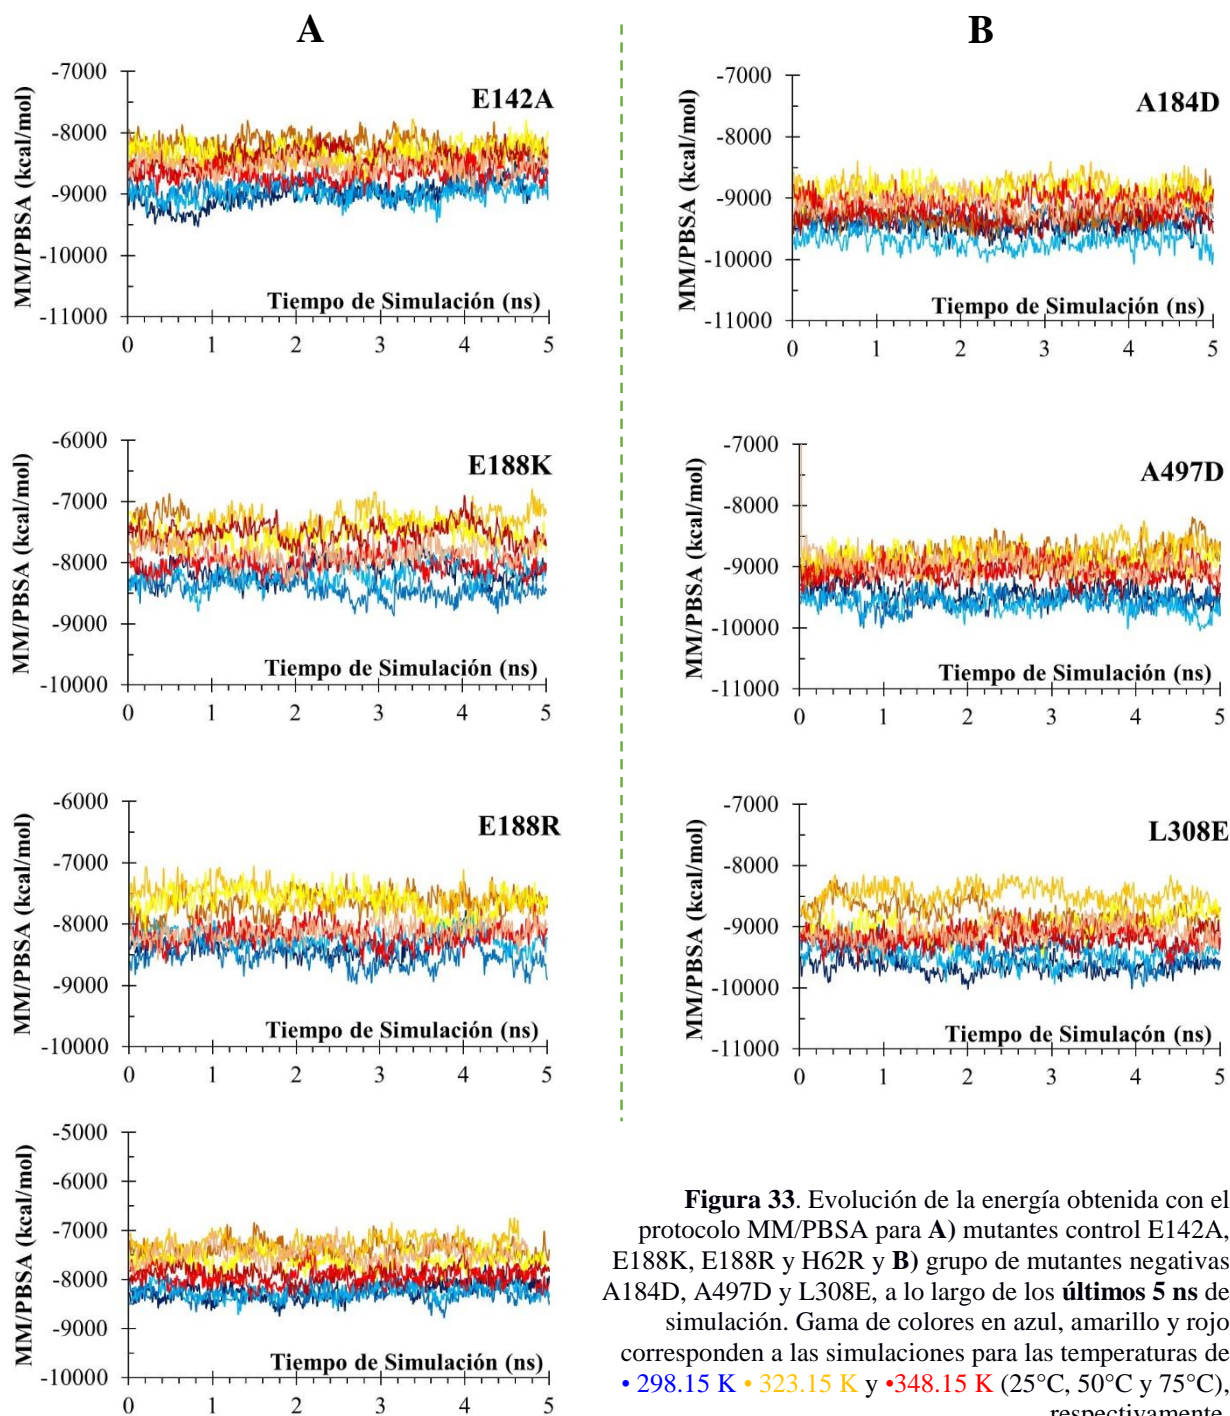 A
-7000
-8000
-9000
-10000
-11000
MM/PBSA (kcal/mol)
E142A
Tiempo de Simulación (ns)
0 1 2 3 4 5
-6000
-7000
-8000
-9000
-10000
MM/PBSA (kcal/mol)
E188K
Tiempo de Simulación (ns)
0 1 2 3 4 5
-6000
-7000
-8000
-9000
-10000
MM/PBSA (kcal/mol)
E188R
Tiempo de Simulación (ns)
0 1 2 3 4 5
-5000
-6000
-7000
-8000
-9000
-10000
MM/PBSA (kcal/mol)
Tiempo de Simulación (ns)
0 1 2 3 4 5
B
-7000
-8000
-9000
-10000
-11000
MM/PBSA (kcal/mol)
A184D
Tiempo de Simulación (ns)
0 1 2 3 4 5
-7000
-8000
-9000
-10000
-11000
MM/PBSA (kcal/mol)
A497D
Tiempo de Simulación (ns)
0 1 2 3 4 5
-7000
-8000
-9000
-10000
-11000
MM/PBSA (kcal/mol)
L308E
Tiempo de Simulacón (ns)
0 1 2 3 4 5
Figura 33. Evolución de la energía obtenida con el
protocolo MM/PBSA para A) mutantes control E142A,
E188K, E188R y H62R y B) grupo de mutantes negativas
A184D, A497D y L308E, a lo largo de los últimos 5 ns de
simulación. Gama de colores en azul, amarillo y rojo
corresponden a las simulaciones para las temperaturas de
• 298.15 K • 323.15 K y •348.15 K (25°C, 50°C y 75°C),
respectivamente.